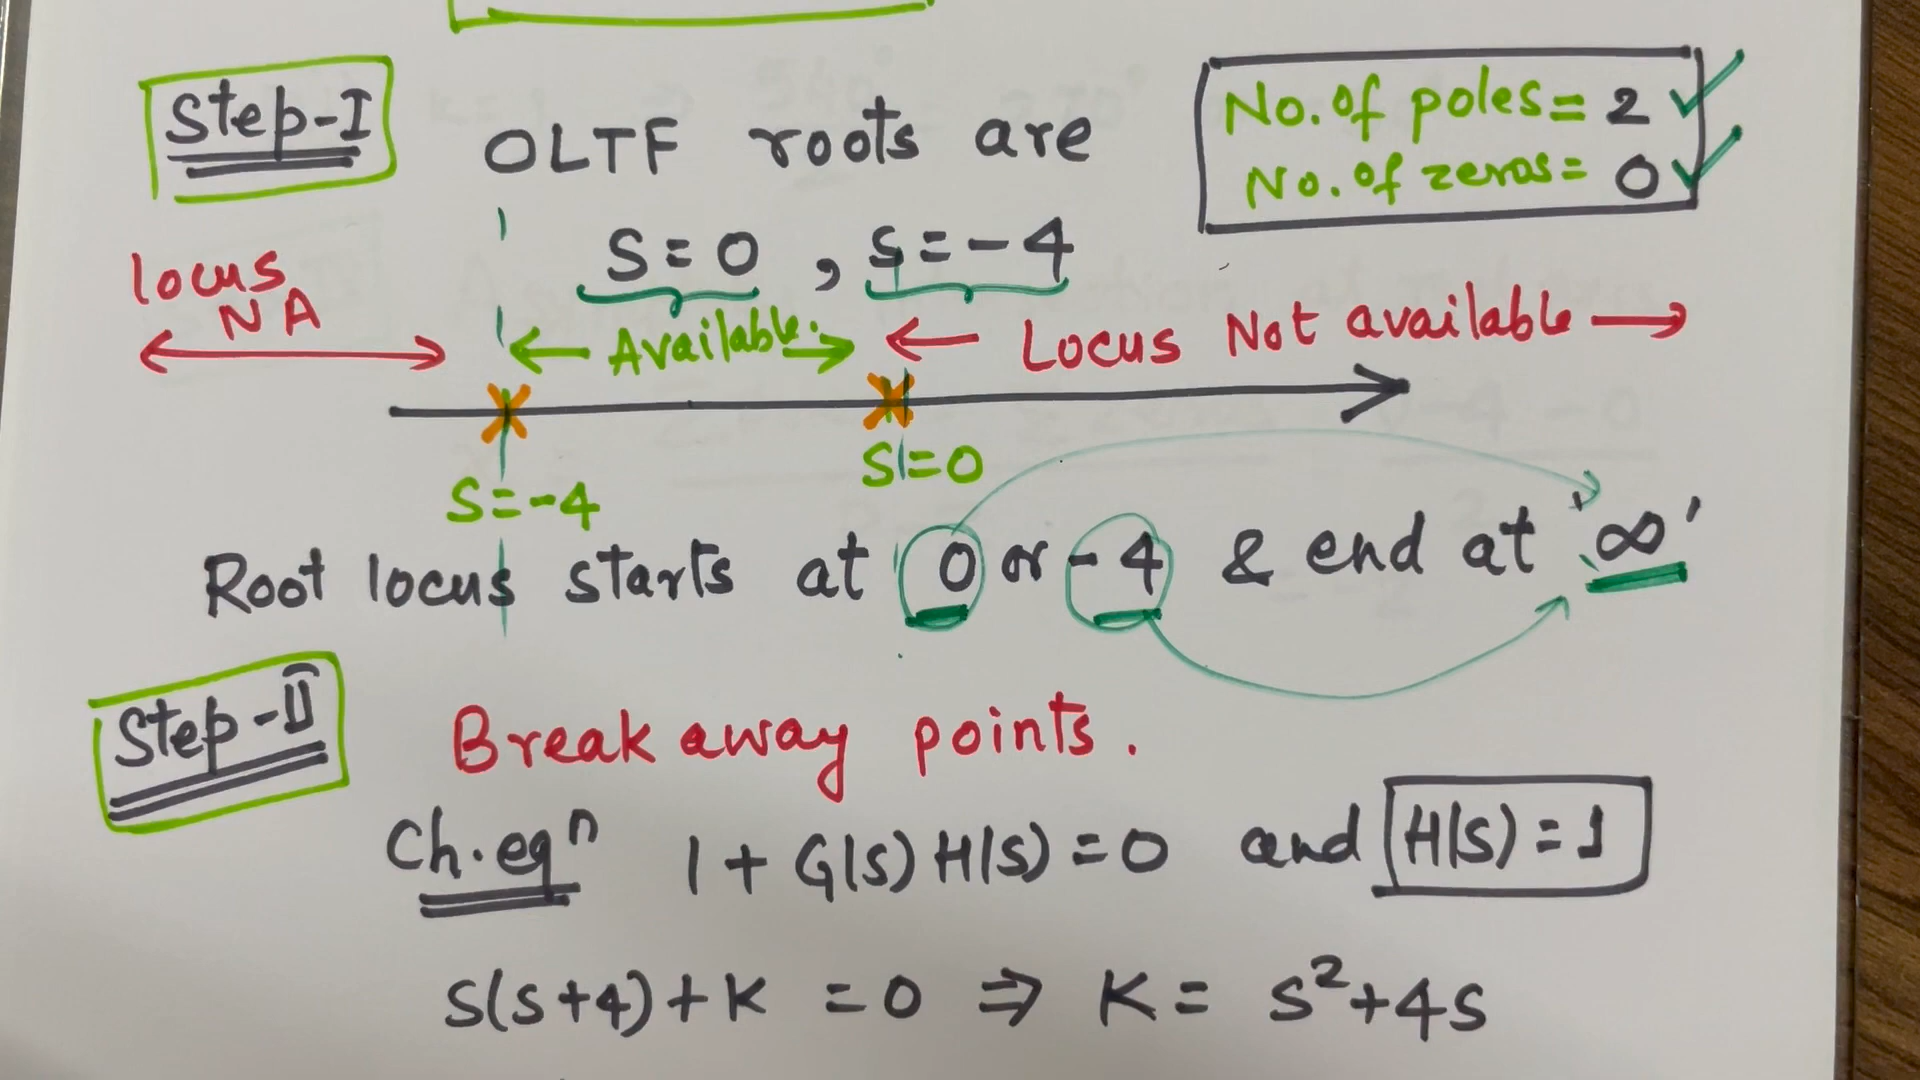 Step-I
OLTF roots are
No. of poles = 2 ✓
No. of zeros = 0 ✓
S = 0 , s = -4
locus
NA
Available.
Locus Not available
S = -4
S = 0
Root locus starts at '0 or -4 & end at '∞'
Step-II
Break away points.
Ch. eqⁿ 1 + G(s) H(s) = 0 and H(s) = 1
S(s+4) + K = 0 ⇒ K = s²+4s